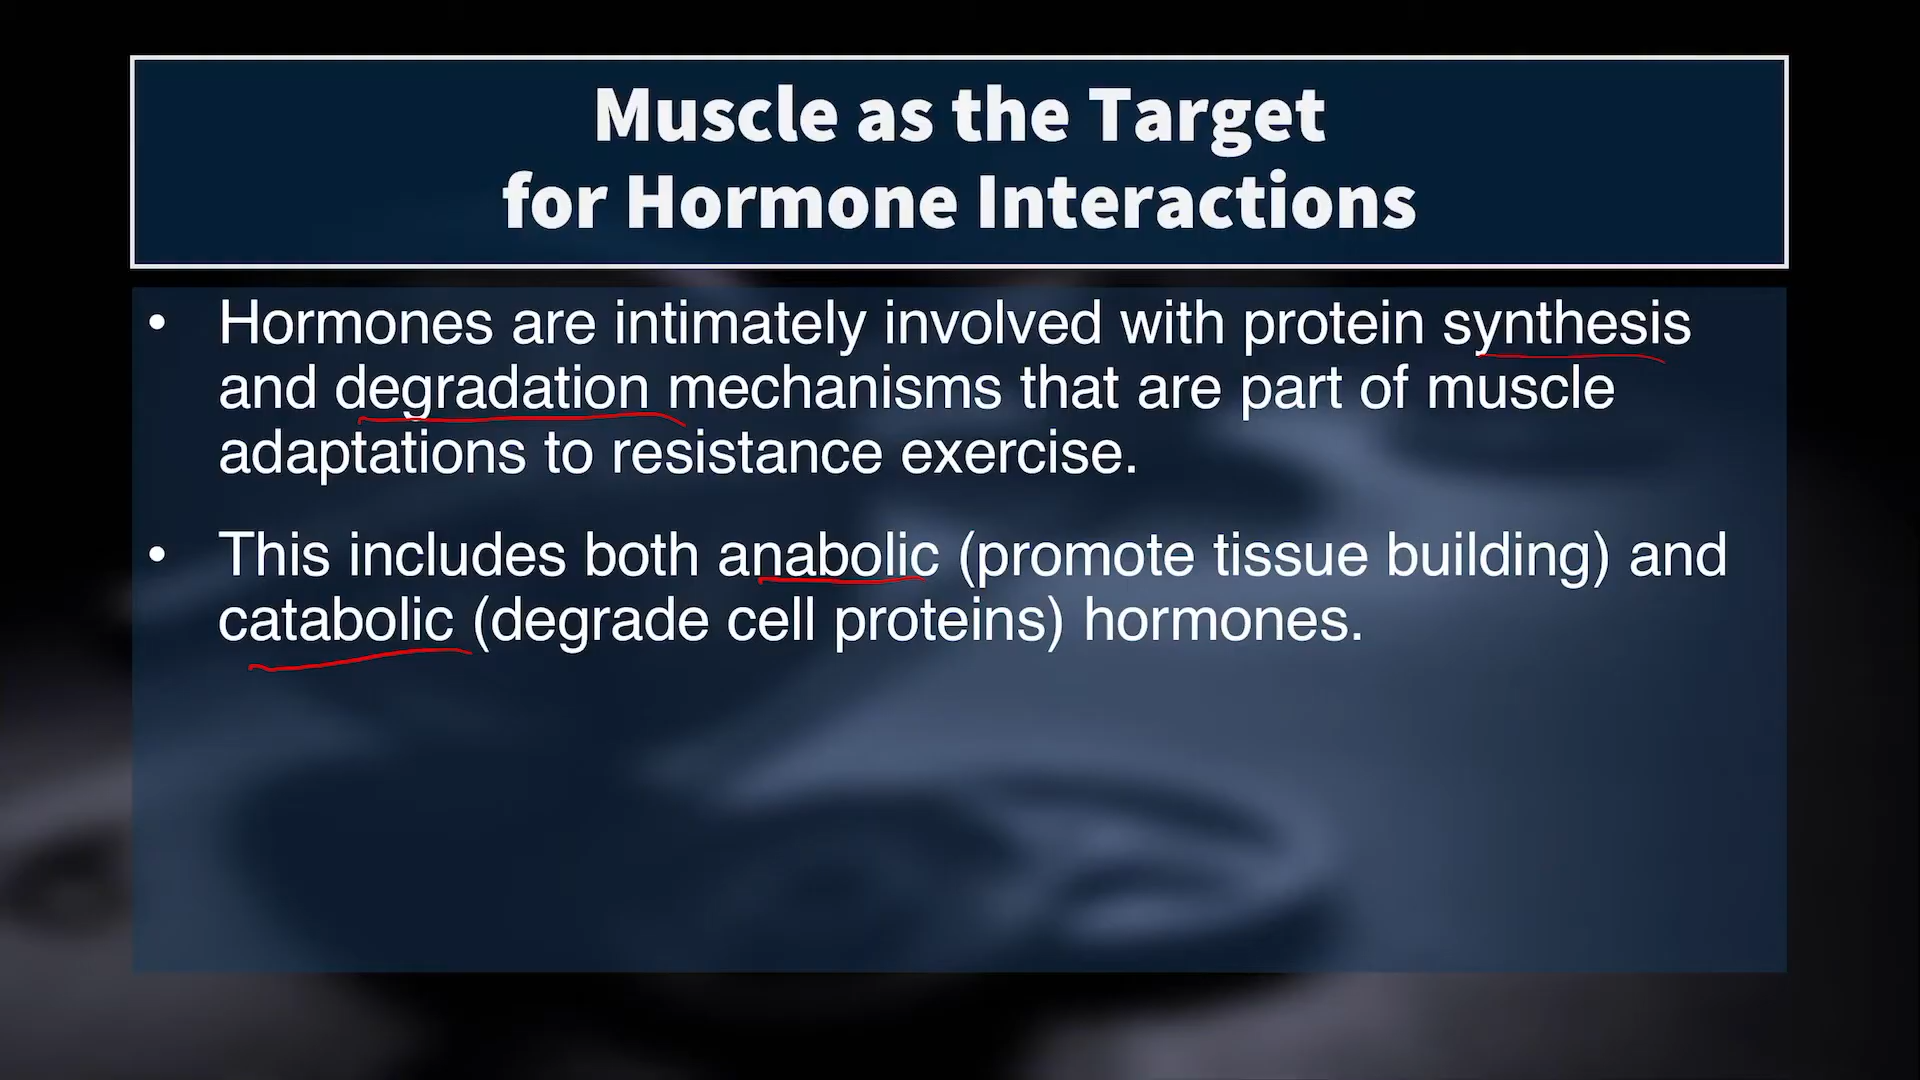 Muscle as the Target
for Hormone Interactions
• Hormones are intimately involved with protein synthesis
and degradation mechanisms that are part of muscle
adaptations to resistance exercise.
• This includes both anabolic (promote tissue building) and
catabolic (degrade cell proteins) hormones.